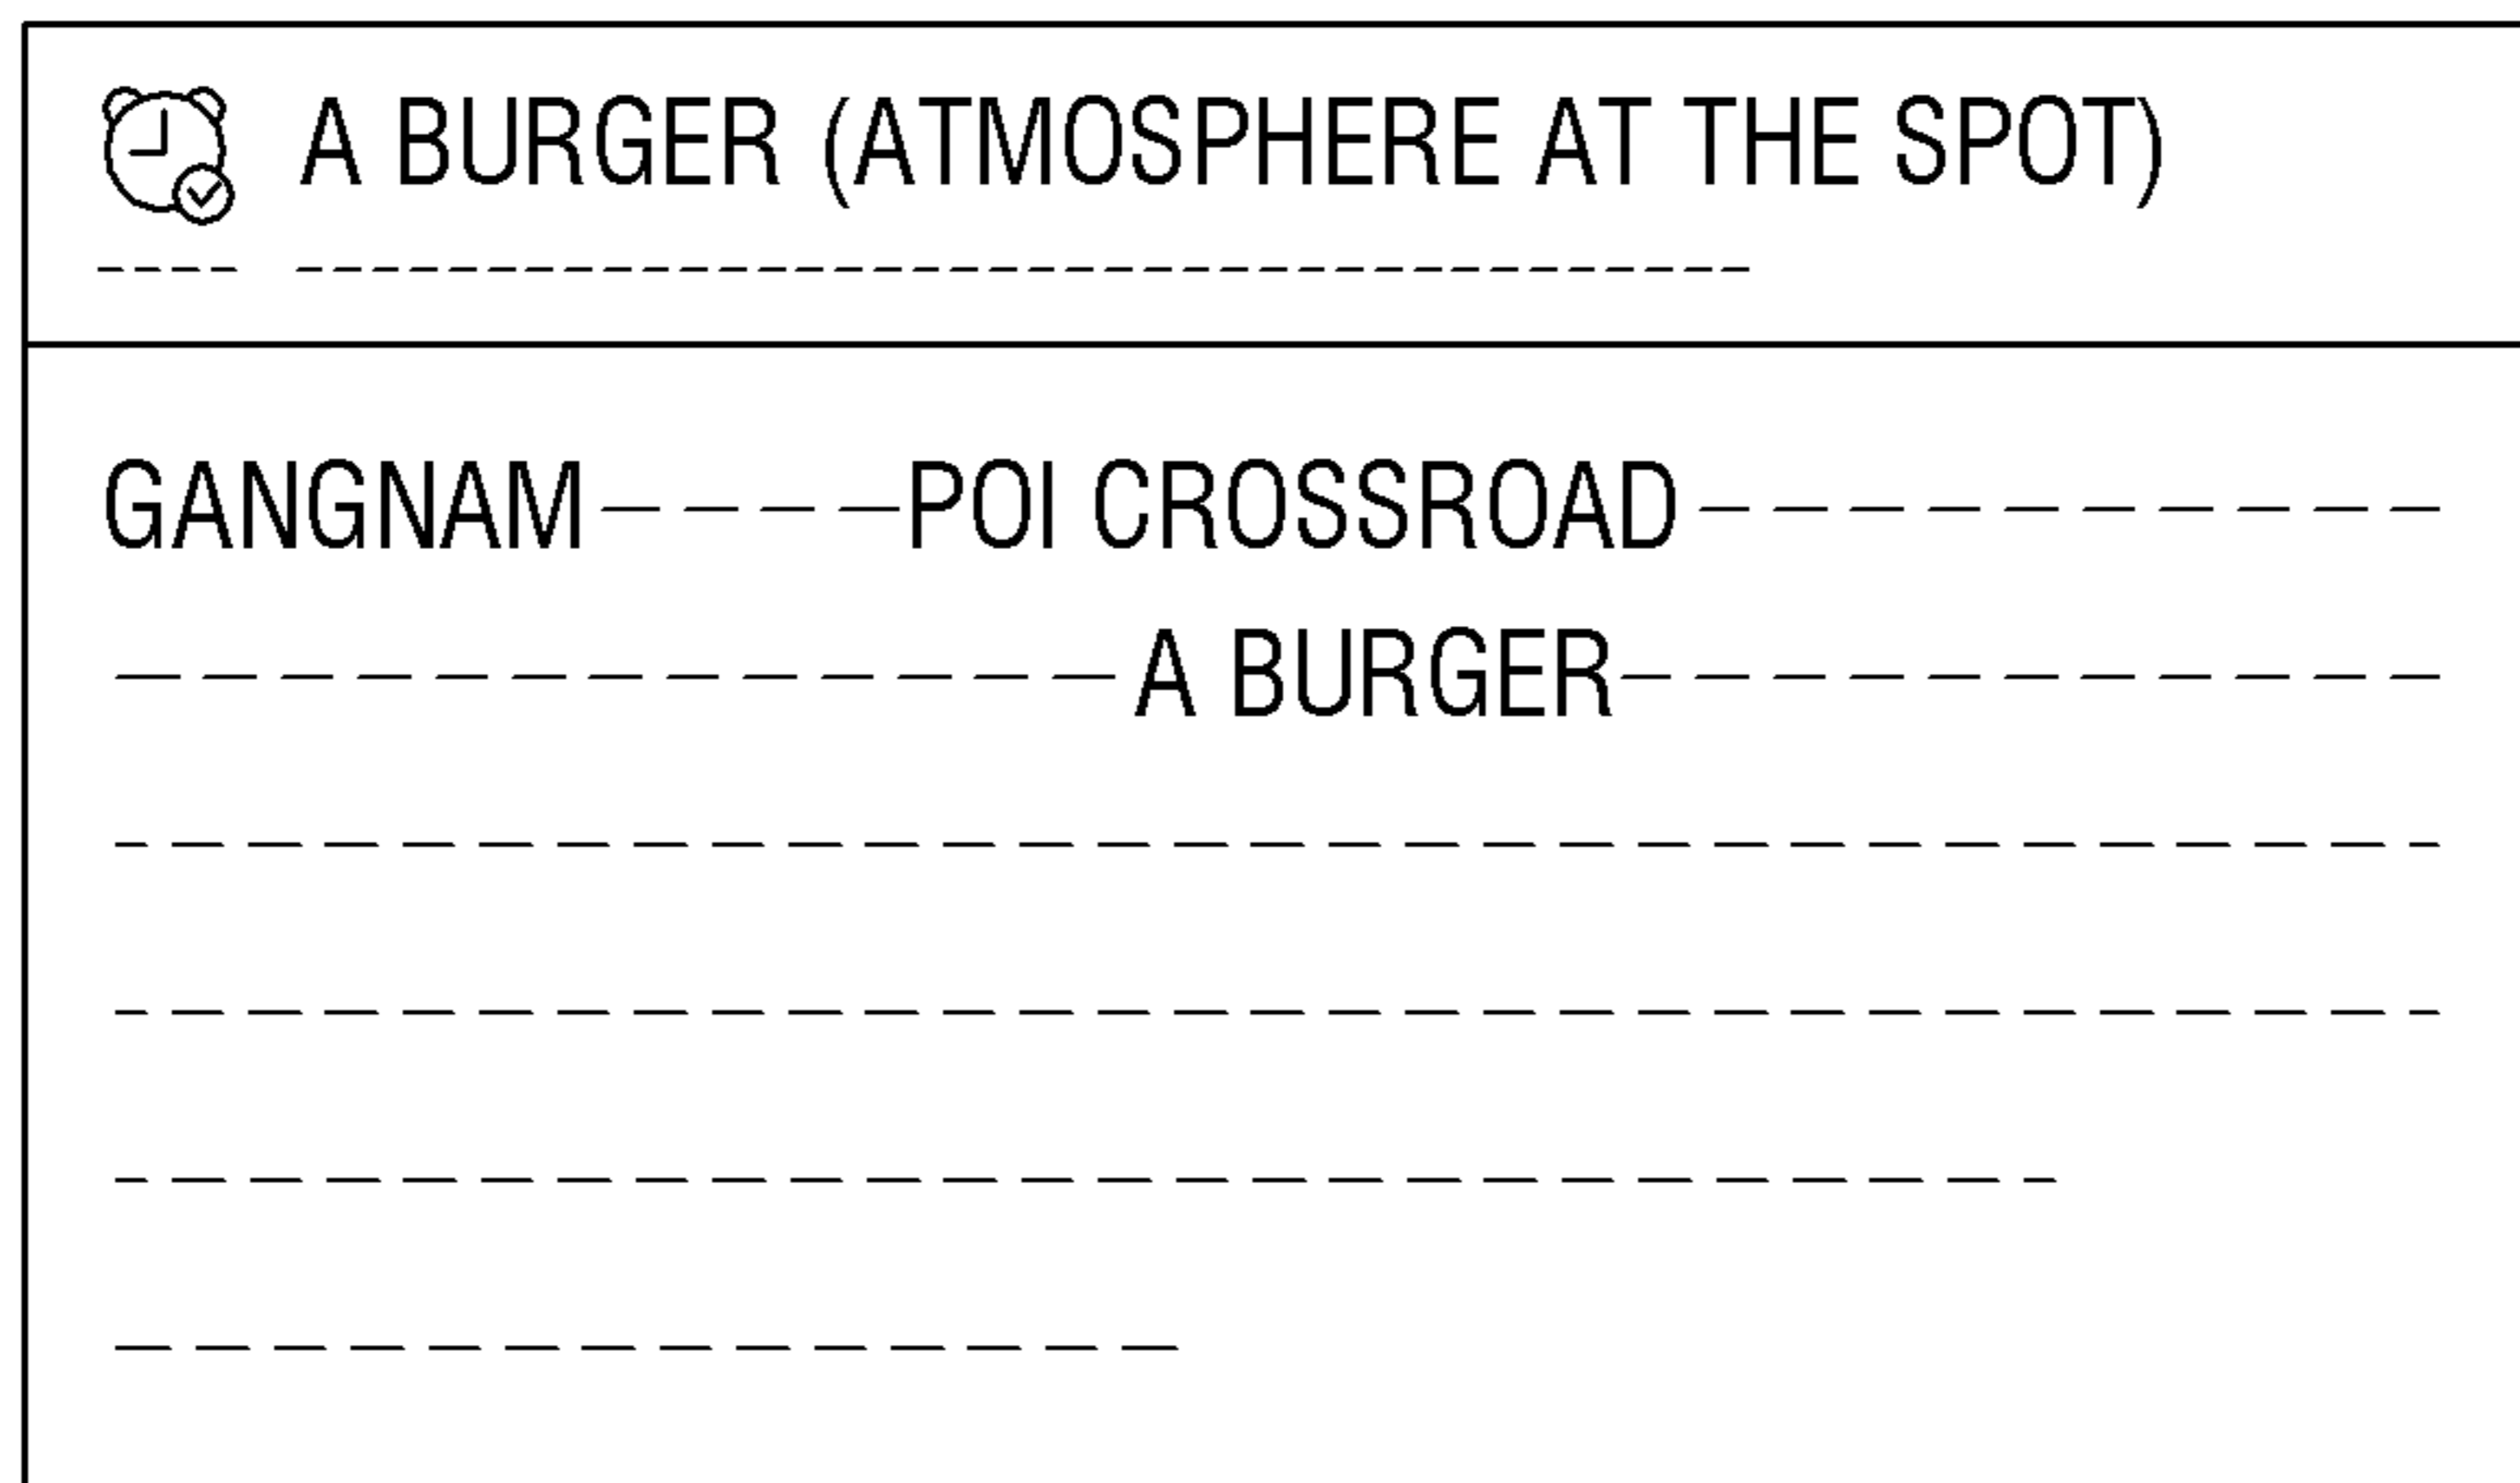 A BURGER (ATMOSPHERE AT THE SPOT)
GANGNAM POI CROSSROAD
A BURGER